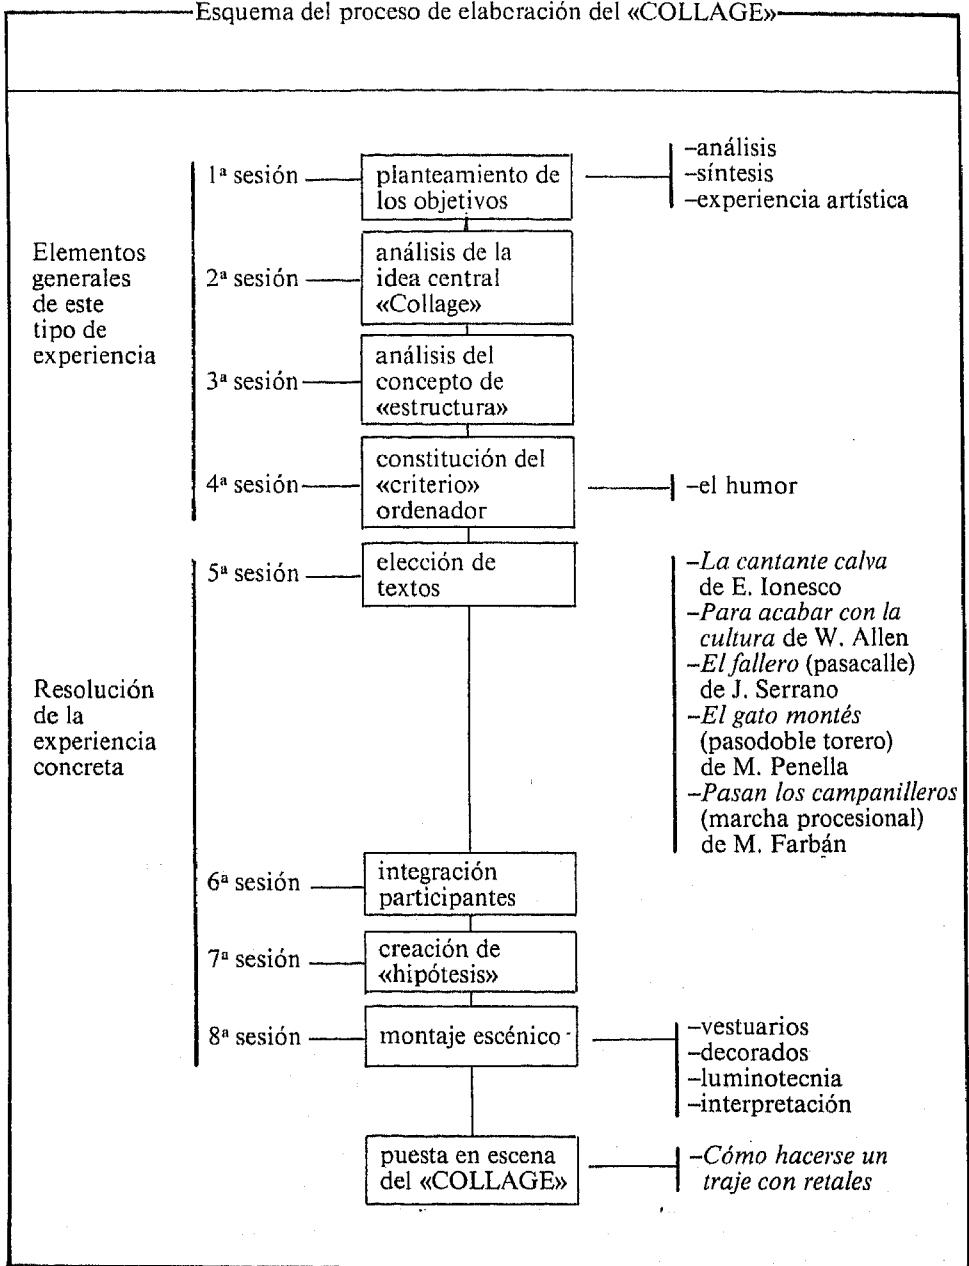 Esquema del proceso de elabcración del «COLLAGE»
Elementos
generales
de este
tipo de
experiencia
1ª sesión
planteamiento de
los objetivos
–análisis
–síntesis
–experiencia artística
2ª sesión
análisis de la
idea central
«Collage»
3ª sesión
análisis del
concepto de
«estructura»
4ª sesión
constitución del
«criterio»
ordenador
–el humor
Resolución
de la
experiencia
concreta
5ª sesión
elección de
textos
–La cantante calva
de E. Ionesco
–Para acabar con la
cultura de W. Allen
–El fallero (pasacalle)
de J. Serrano
–El gato montés
(pasodoble torero)
de M. Penella
–Pasan los campanilleros
(marcha procesional)
de M. Farbán
6ª sesión
integración
participantes
7ª sesión
creación de
«hipótesis»
8ª sesión
montaje escénico
–vestuarios
–decorados
–luminotecnia
–interpretación
puesta en escena
del «COLLAGE»
–Cómo hacerse un
traje con retales